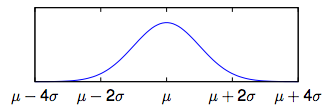 μ − 4σ μ − 2σ μ μ + 2σ μ + 4σ